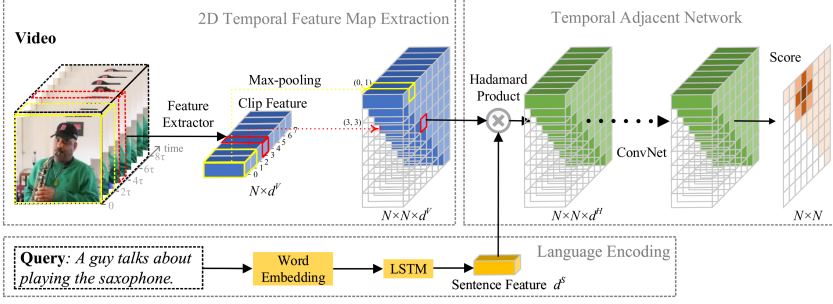 2D Temporal Feature Map Extraction
Temporal Adjacent Network
Video
Max-pooling
(0, 1)
Hadamard
Product
Score
Feature
Extractor
Clip Feature
(3, 3)
0
1
2
3
4
5
6
7
time
0
2τ
4τ
6τ
8τ
ConvNet
N×d^V
N×N×d^V
N×N×d^H
N×N
Language Encoding
Query: A guy talks about
playing the saxophone.
Word
Embedding
LSTM
Sentence Feature d^S